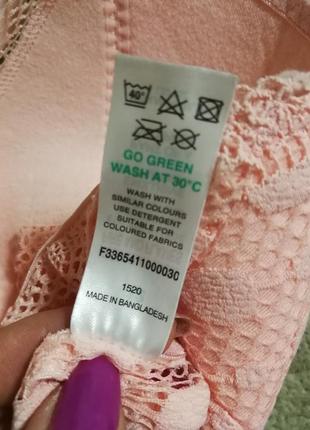 40°
GO GREEN
WASH AT 30°C
WASH WITH
SIMILAR COLOURS
USE DETERGENT
SUITABLE FOR
COLOURED FABRICS
F336541100003C
1520
MADE IN BANGLADESH